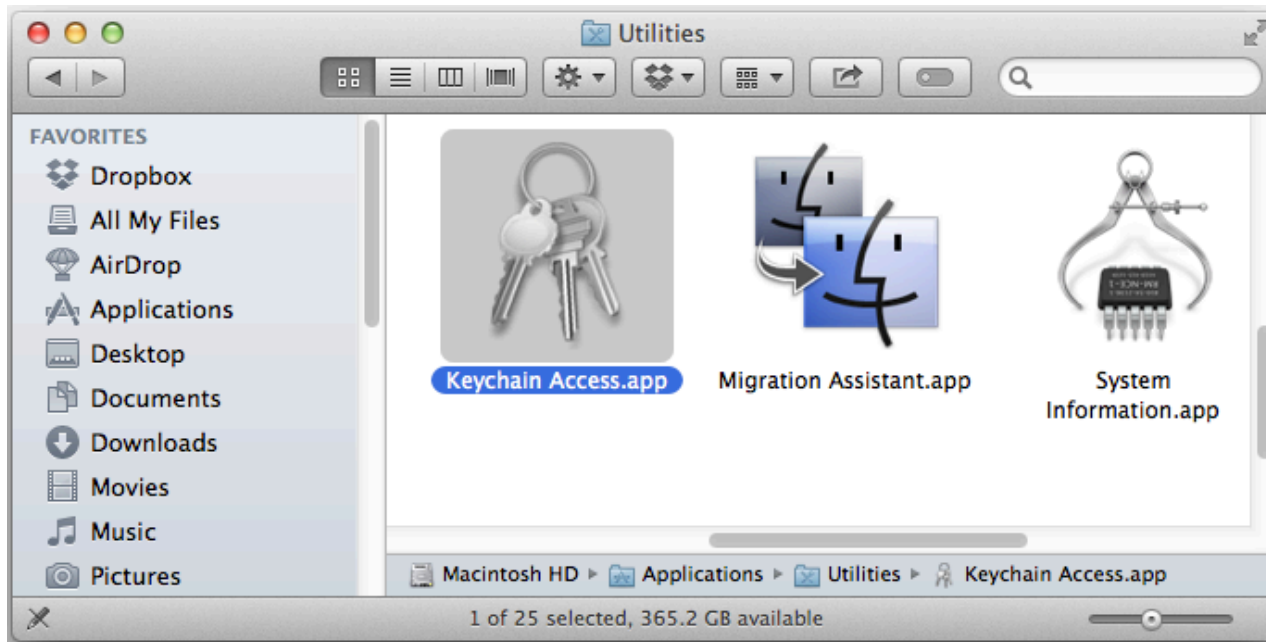 Utilities
FAVORITES
Dropbox
All My Files
AirDrop
Applications
Desktop
Documents
Downloads
Movies
Music
Pictures
Keychain Access.app
Migration Assistant.app
System
Information.app
Macintosh HD ▸ Applications ▸ Utilities ▸ Keychain Access.app
1 of 25 selected, 365.2 GB available